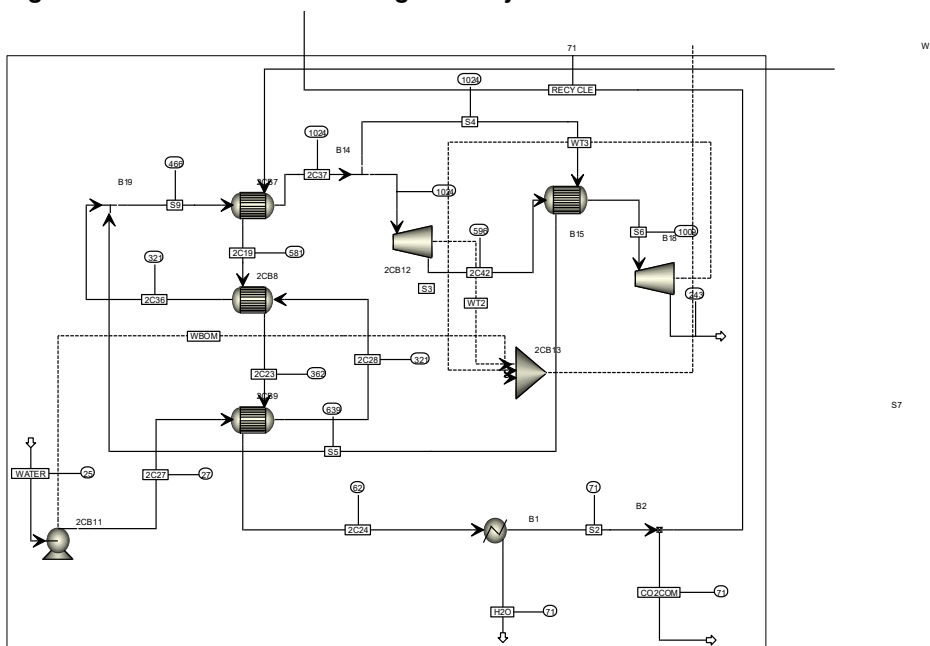 71
W
RECYCLE
1024
S4
1024
B14
2C37
WT3
466
B19
S9
2CB7
1024
596
B15
S6
B18
2C19
581
321
2CB12
2C42
2CB8
S3
WT2
243
2C36
WBOM
2CB13
2C28
321
2C23
362
2CB9
639
S7
S5
WATER
25
2C27
27
62
71
2CB11
2C24
B1
S2
B2
CO2COM
71
H2O
71